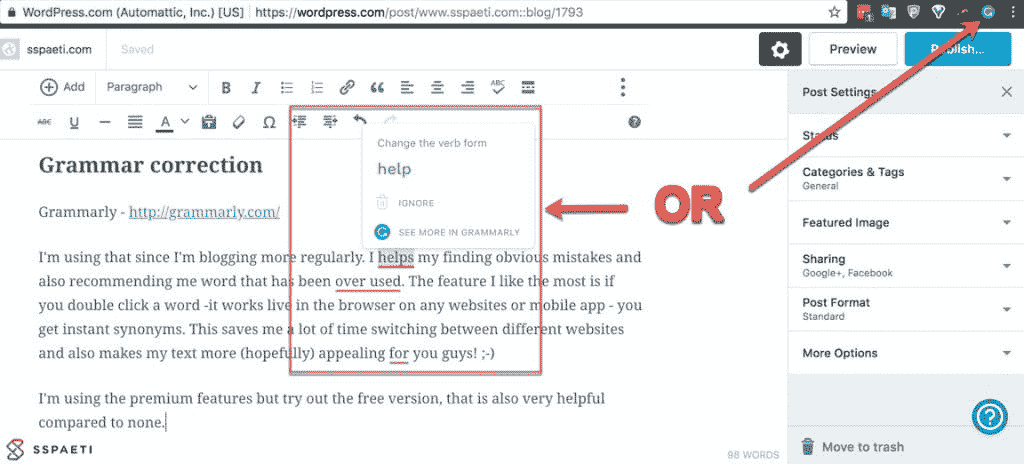 WordPress.com (Automattic, Inc.) [US] https://wordpress.com/post/www.sspaeti.com::blog/1793
1
sspaeti.com Saved Preview Publish...
Add Paragraph B I ABC
ABC U A Ω
Post Settings
Status
Categories & Tags
General
Featured Image
Sharing
Google+, Facebook
Post Format
Standard
More Options
Move to trash
Change the verb form
help
IGNORE
SEE MORE IN GRAMMARLY
OR
Grammar correction
Grammarly - http://grammarly.com/
I'm using that since I'm blogging more regularly. I helps my finding obvious mistakes and
also recommending me word that has been over used. The feature I like the most is if
you double click a word -it works live in the browser on any websites or mobile app - you
get instant synonyms. This saves me a lot of time switching between different websites
and also makes my text more (hopefully) appealing for you guys! ;-)
I'm using the premium features but try out the free version, that is also very helpful
compared to none.
SSPAETI
98 WORDS